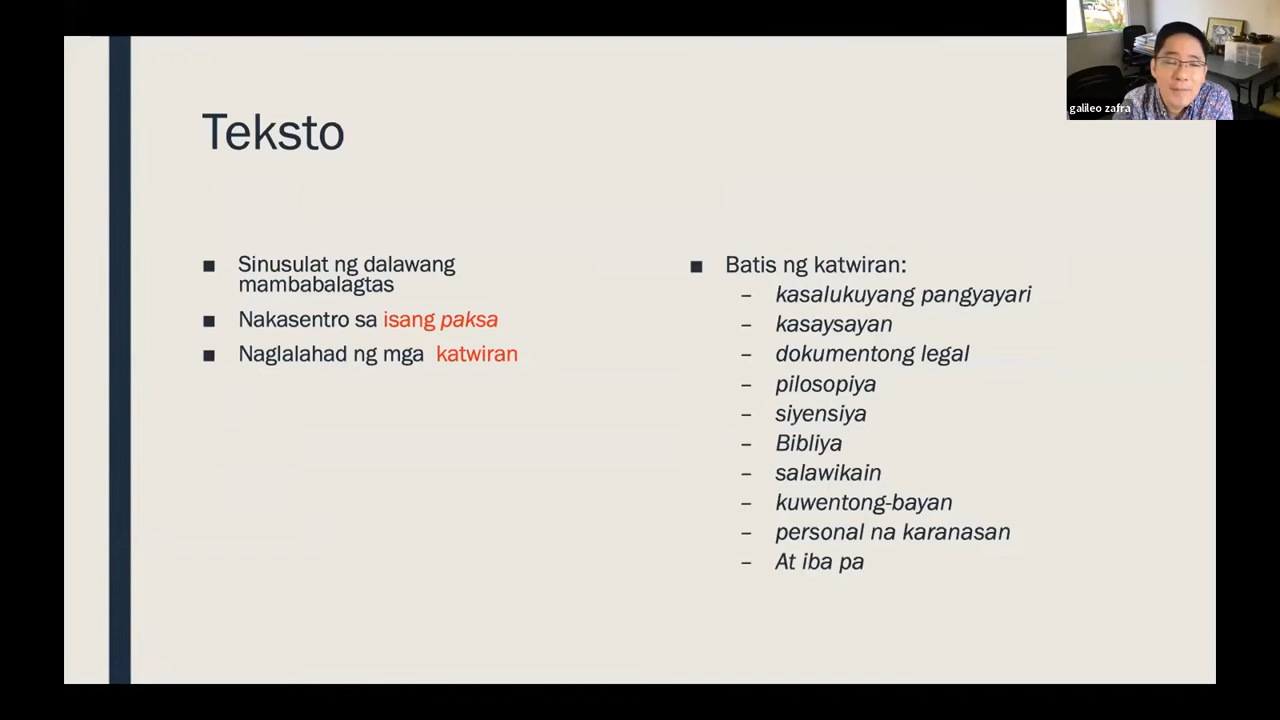 galileo zafra
Teksto
■ Sinusulat ng dalawang
mambabalagtas
■ Nakasentro sa isang paksa
■ Naglalahad ng mga katwiran
■ Batis ng katwiran:
– kasalukuyang pangyayari
– kasaysayan
– dokumentong legal
– pilosopiya
– siyensiya
– Bibliya
– salawikain
– kuwentong-bayan
– personal na karanasan
– At iba pa